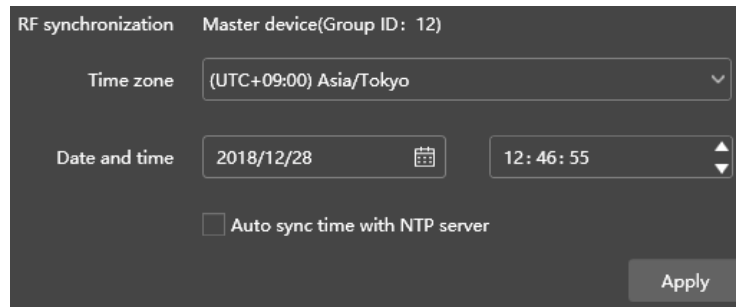 RF synchronization Master device(Group ID: 12)
Time zone (UTC+09:00) Asia/Tokyo
Date and time 2018/12/28 12:46:55
Auto sync time with NTP server
Apply